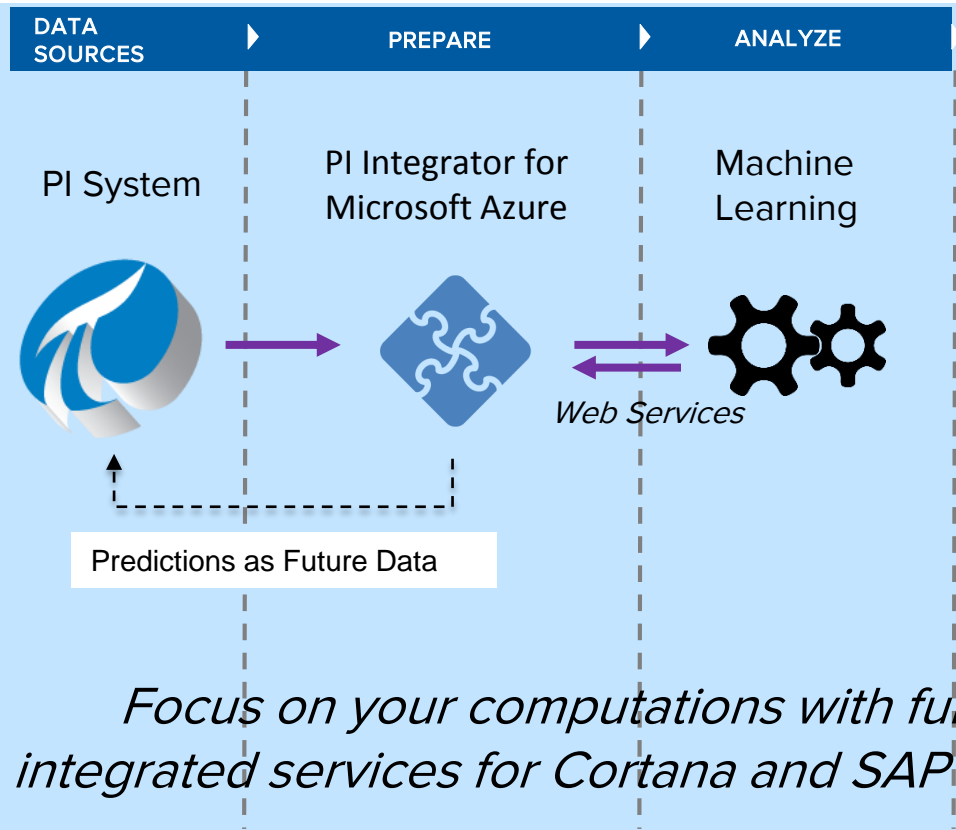 DATA
SOURCES
PREPARE
ANALYZE
PI System
PI Integrator for
Microsoft Azure
Machine
Learning
Web Services
Predictions as Future Data
Focus on your computations with
integrated services for Cortana and SAP